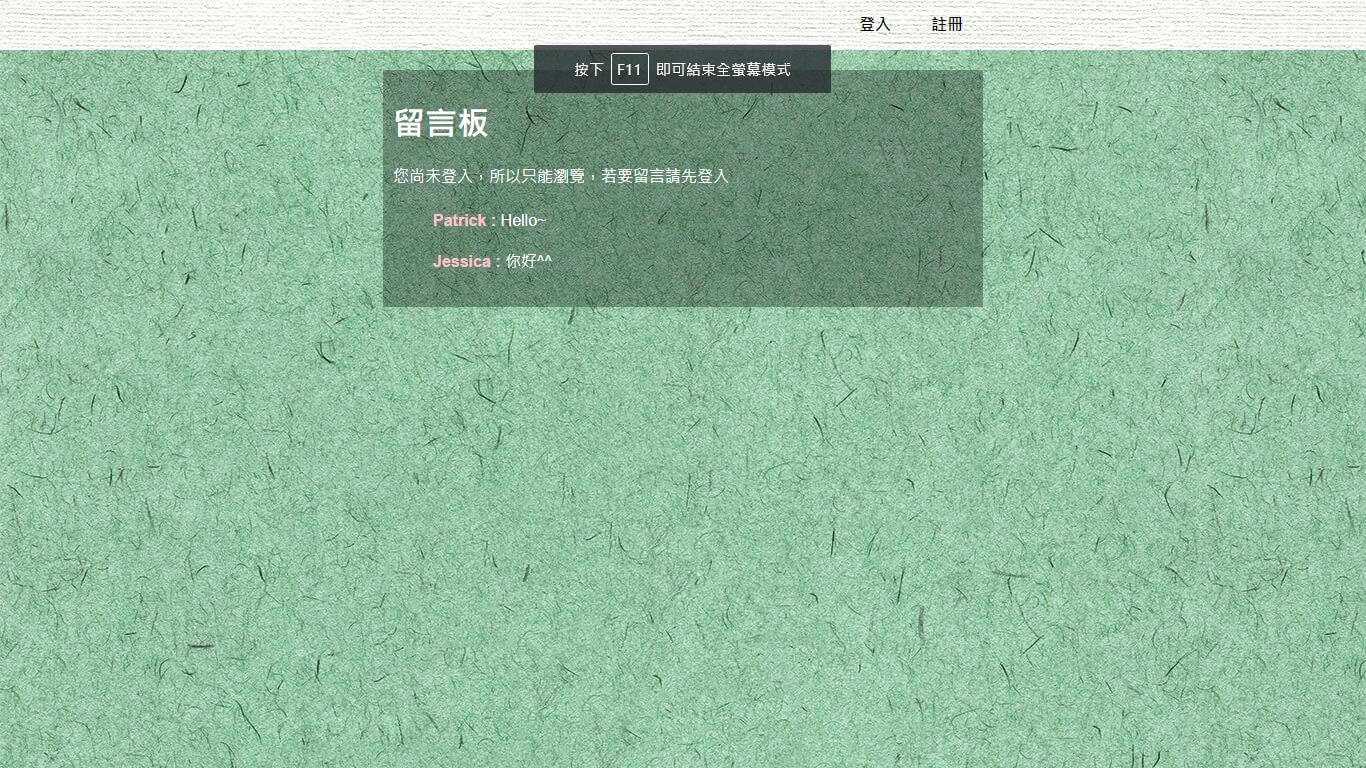 登入 註冊
按下 F11 即可結束全螢幕模式
留言板
您尚未登入，所以只能瀏覽，若要留言請先登入
Patrick : Hello~
Jessica : 你好^^